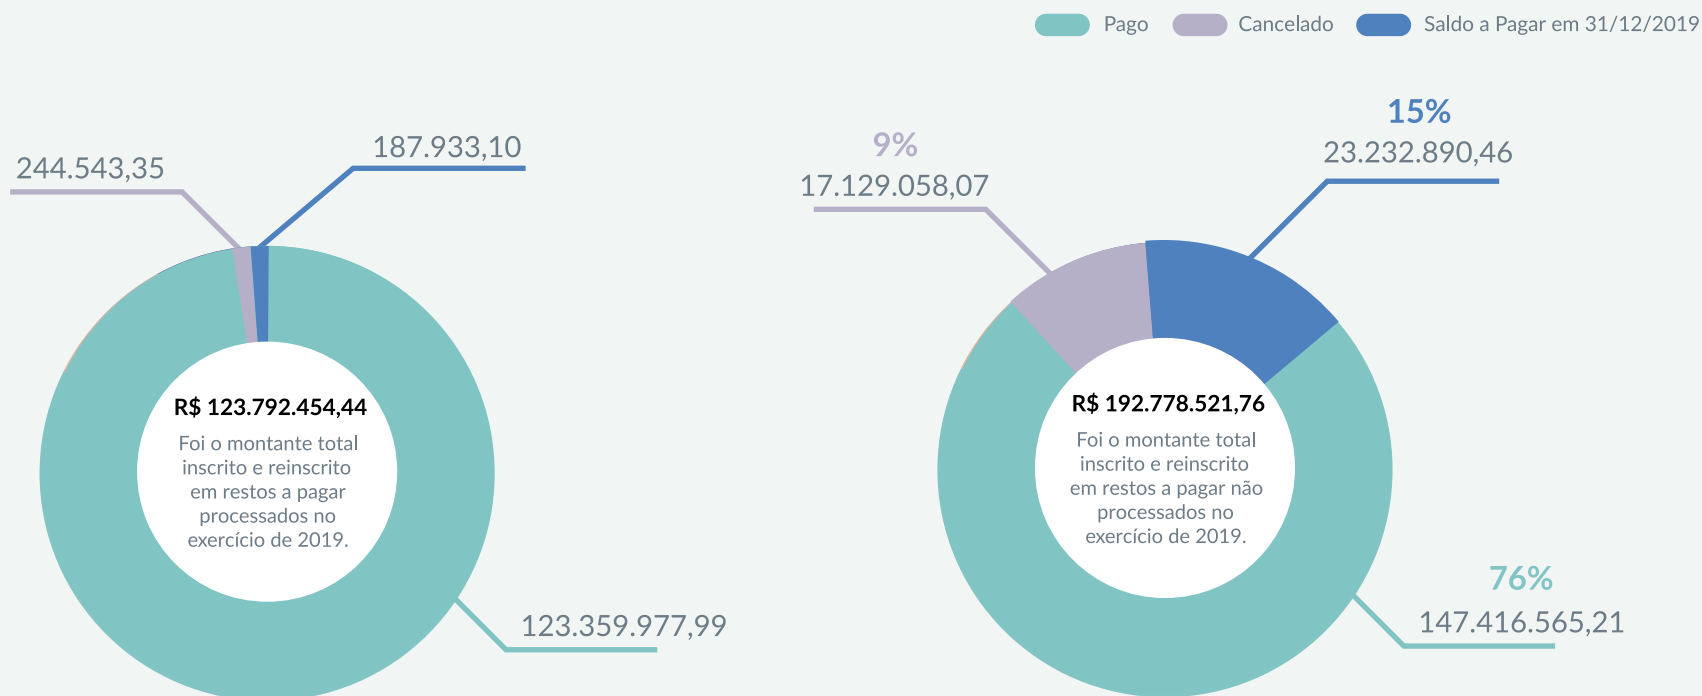 Pago
Cancelado
Saldo a Pagar em 31/12/2019
244.543,35
187.933,10
R$ 123.792.454,44
Foi o montante total
inscrito e reinscrito
em restos a pagar
processados no
exercício de 2019.
123.359.977,99
9%
17.129.058,07
15%
23.232.890,46
R$ 192.778.521,76
Foi o montante total
inscrito e reinscrito
em restos a pagar não
processados no
exercício de 2019.
76%
147.416.565,21